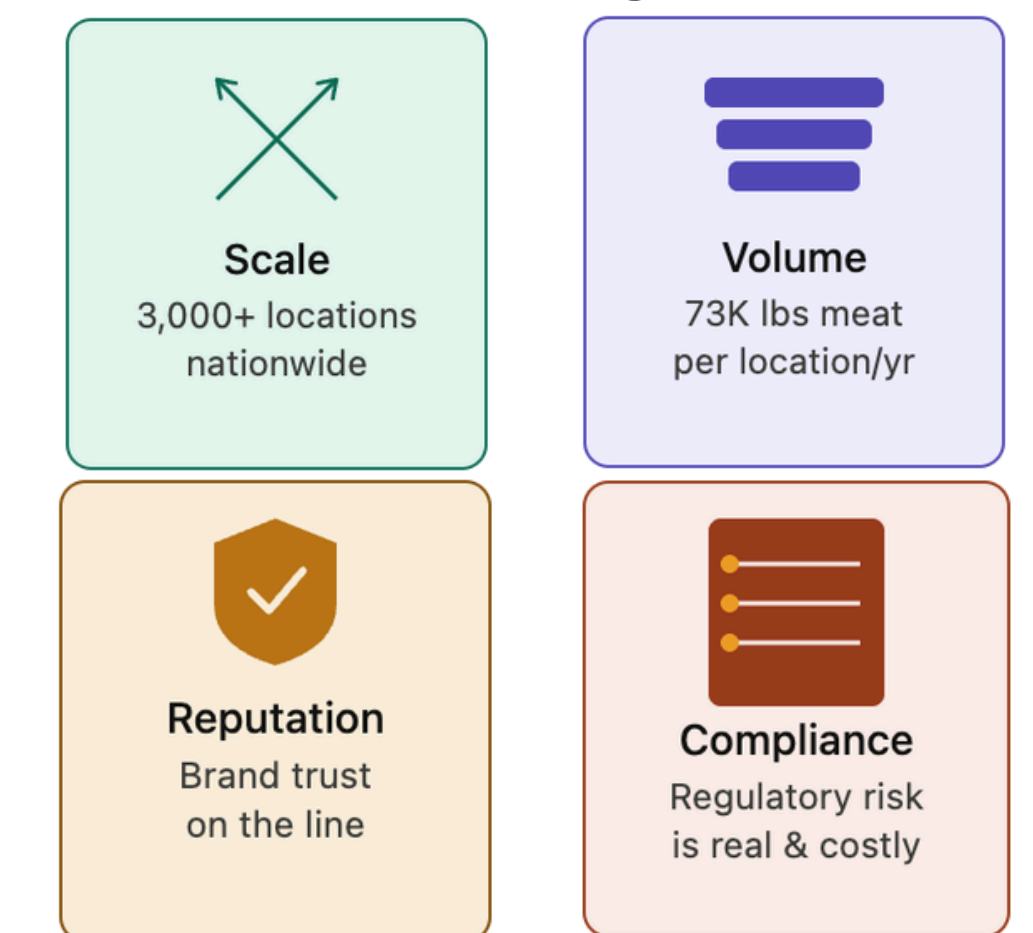 Scale
3,000+ locations
nationwide
Volume
73K lbs meat
per location/yr
Reputation
Brand trust
on the line
Compliance
Regulatory risk
is real & costly